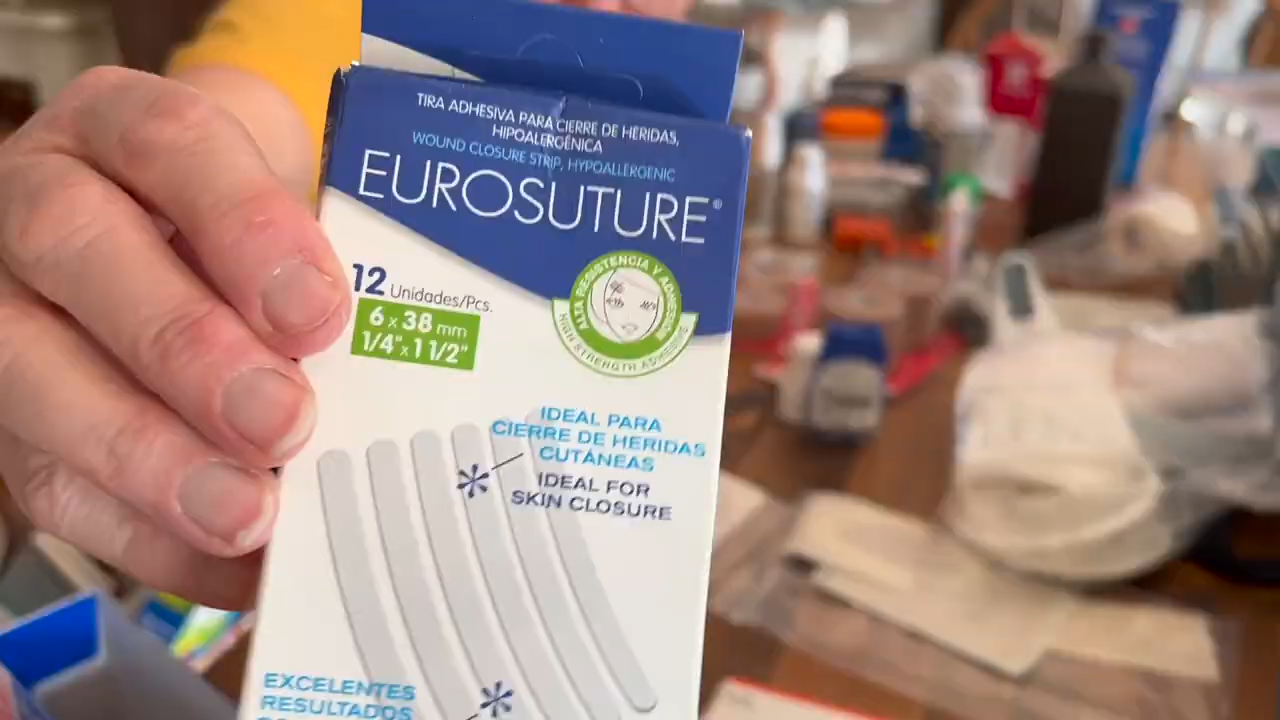 TIRA ADHESIVA PARA CIERRE DE HERIDAS,
HIPOALERGÉNICA
WOUND CLOSURE STRIP, HYPOALLERGENIC
EUROSUTURE®
12 Unidades/Pcs.
6 x 38 mm
1/4" x 1 1/2"
ALTA RESISTENCIA Y ADHESIÓN
HIGH STRENGTH ADHESIVE
IDEAL PARA
CIERRE DE HERIDAS
CUTÁNEAS
IDEAL FOR
SKIN CLOSURE
EXCELENTES
RESULTADOS